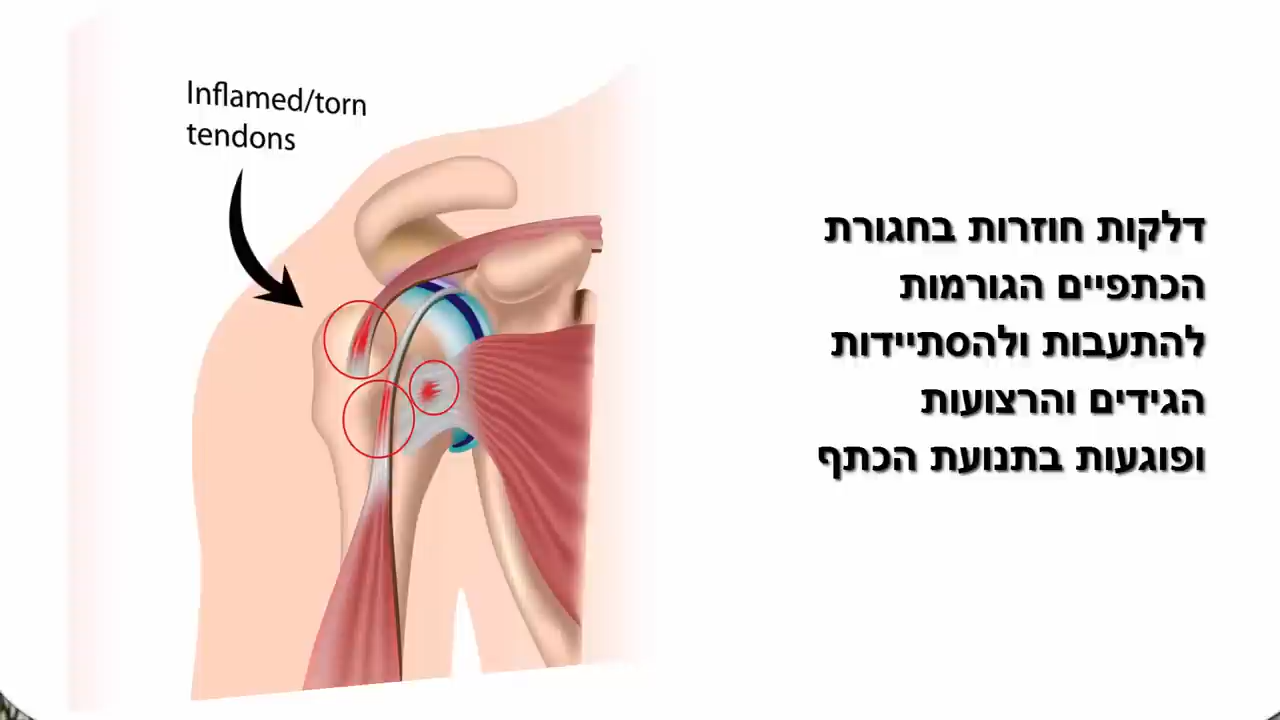 Inflamed/torn
tendons
דלקות חוזרות בחגורת
הכתפיים הגורמות
להתעבות ולהסתיידות
הגידים והרצועות
ופוגעות בתנועת הכתף